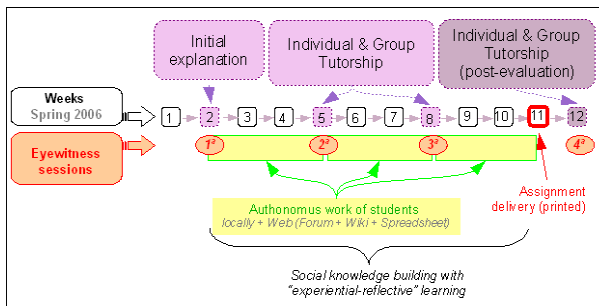 Initial
explanation
Individual & Group
Tutorship
Individual & Group
Tutorship
(post-evaluation)
Weeks
Spring 2006
1 2 3 4 5 6 7 8 9 10 11 12
Eyewitness
sessions
1ª 2ª 3ª 4ª
Authonomus work of students
locally + Web (Forum + Wiki + Spreadsheet)
Assignment
delivery (printed)
Social knowledge building with
“experiential-reflective” learning